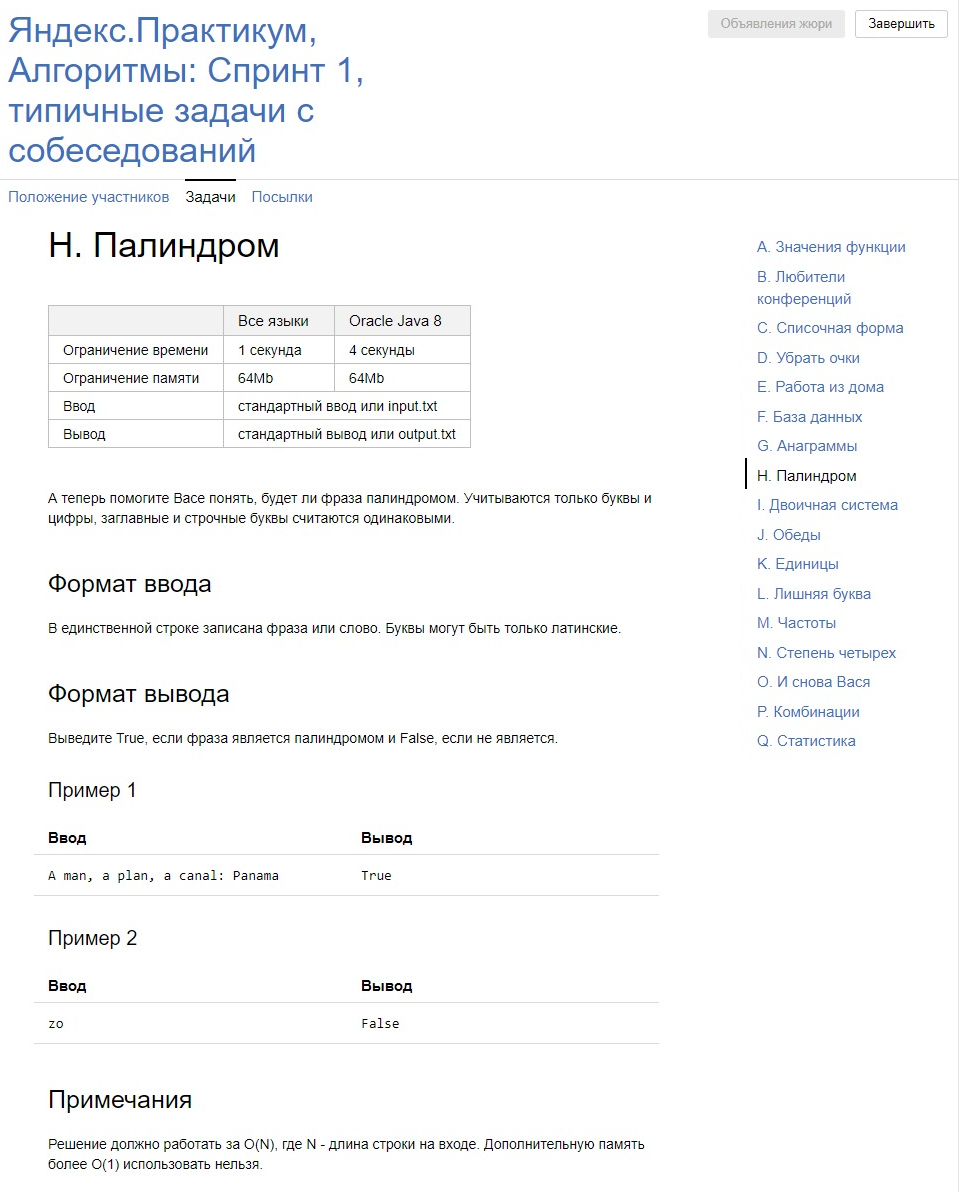 Яндекс.Практикум,
Алгоритмы: Спринт 1,
типичные задачи с
собеседований
Объявления жюри
Завершить
Положение участников Задачи Посылки
H. Палиндром
Все языки Oracle Java 8
Ограничение времени 1 секунда 4 секунды
Ограничение памяти 64Mb 64Mb
Ввод стандартный ввод или input.txt
Вывод стандартный вывод или output.txt
А теперь помогите Васе понять, будет ли фраза палиндромом. Учитываются только буквы и
цифры, заглавные и строчные буквы считаются одинаковыми.
Формат ввода
В единственной строке записана фраза или слово. Буквы могут быть только латинские.
Формат вывода
Выведите True, если фраза является палиндромом и False, если не является.
Пример 1
Ввод Вывод
A man, a plan, a canal: Panama True
Пример 2
Ввод Вывод
zo False
Примечания
Решение должно работать за O(N), где N - длина строки на входе. Дополнительную память
более O(1) использовать нельзя.
A. Значения функции
B. Любители
конференций
C. Списочная форма
D. Убрать очки
E. Работа из дома
F. База данных
G. Анаграммы
H. Палиндром
I. Двоичная система
J. Обеды
K. Единицы
L. Лишняя буква
M. Частоты
N. Степень четырех
O. И снова Вася
P. Комбинации
Q. Статистика